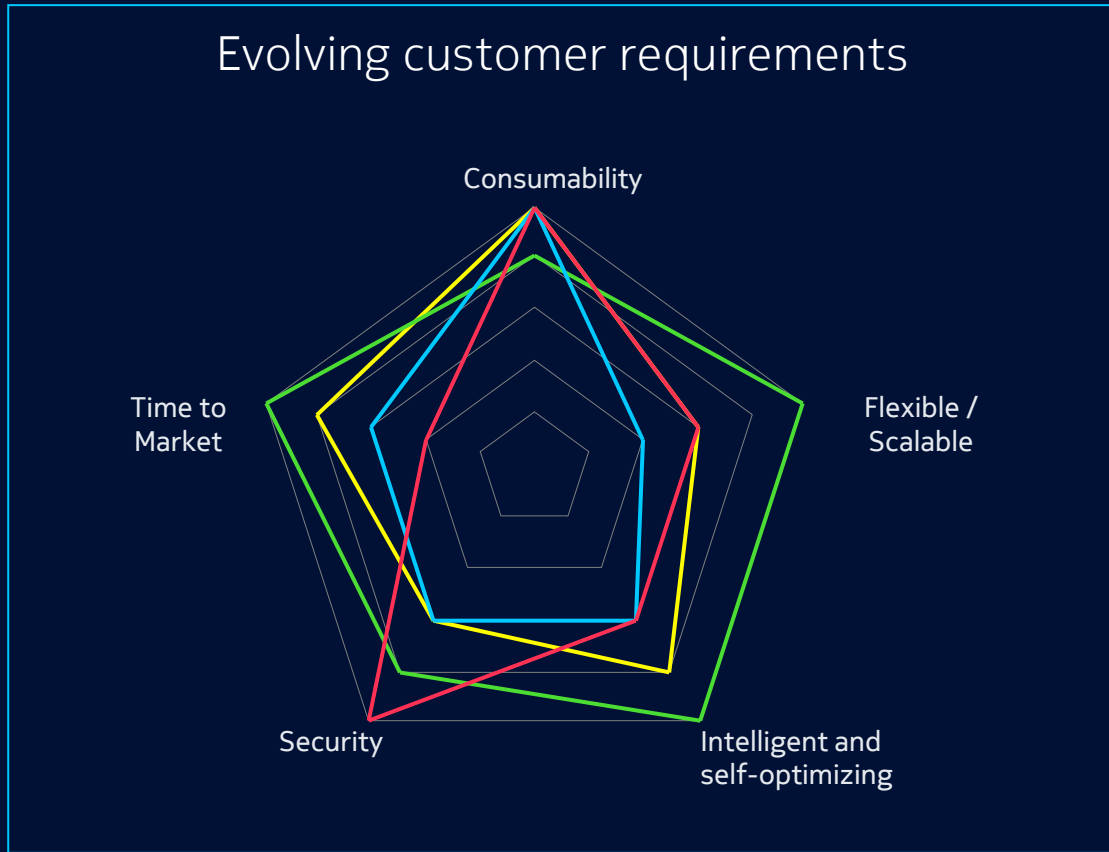 Evolving customer requirements
Consumability
Time to
Market
Flexible /
Scalable
Security
Intelligent and
self-optimizing